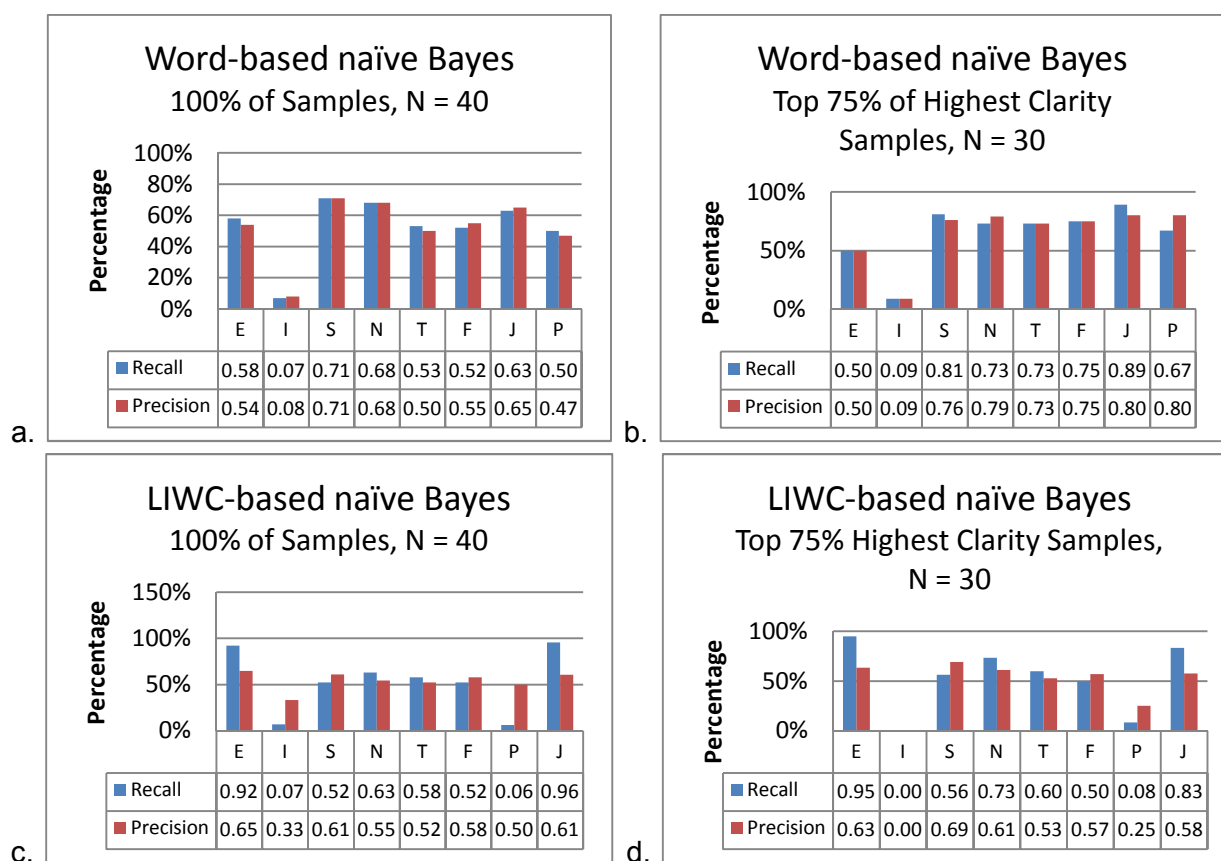 Word-based naïve Bayes
100% of Samples, N = 40
Percentage
100%
80%
60%
40%
20%
0%
E I S N T F J P
Recall 0.58 0.07 0.71 0.68 0.53 0.52 0.63 0.50
Precision 0.54 0.08 0.71 0.68 0.50 0.55 0.65 0.47
a.
Word-based naïve Bayes
Top 75% of Highest Clarity
Samples, N = 30
Percentage
100%
50%
0%
E I S N T F J P
Recall 0.50 0.09 0.81 0.73 0.73 0.75 0.89 0.67
Precision 0.50 0.09 0.76 0.79 0.73 0.75 0.80 0.80
b.
LIWC-based naïve Bayes
100% of Samples, N = 40
Percentage
150%
100%
50%
0%
E I S N T F P J
Recall 0.92 0.07 0.52 0.63 0.58 0.52 0.06 0.96
Precision 0.65 0.33 0.61 0.55 0.52 0.58 0.50 0.61
c.
LIWC-based naïve Bayes
Top 75% Highest Clarity Samples,
N = 30
Percentage
100%
50%
0%
E I S N T F P J
Recall 0.95 0.00 0.56 0.73 0.60 0.50 0.08 0.83
Precision 0.63 0.00 0.69 0.61 0.53 0.57 0.25 0.58
d.